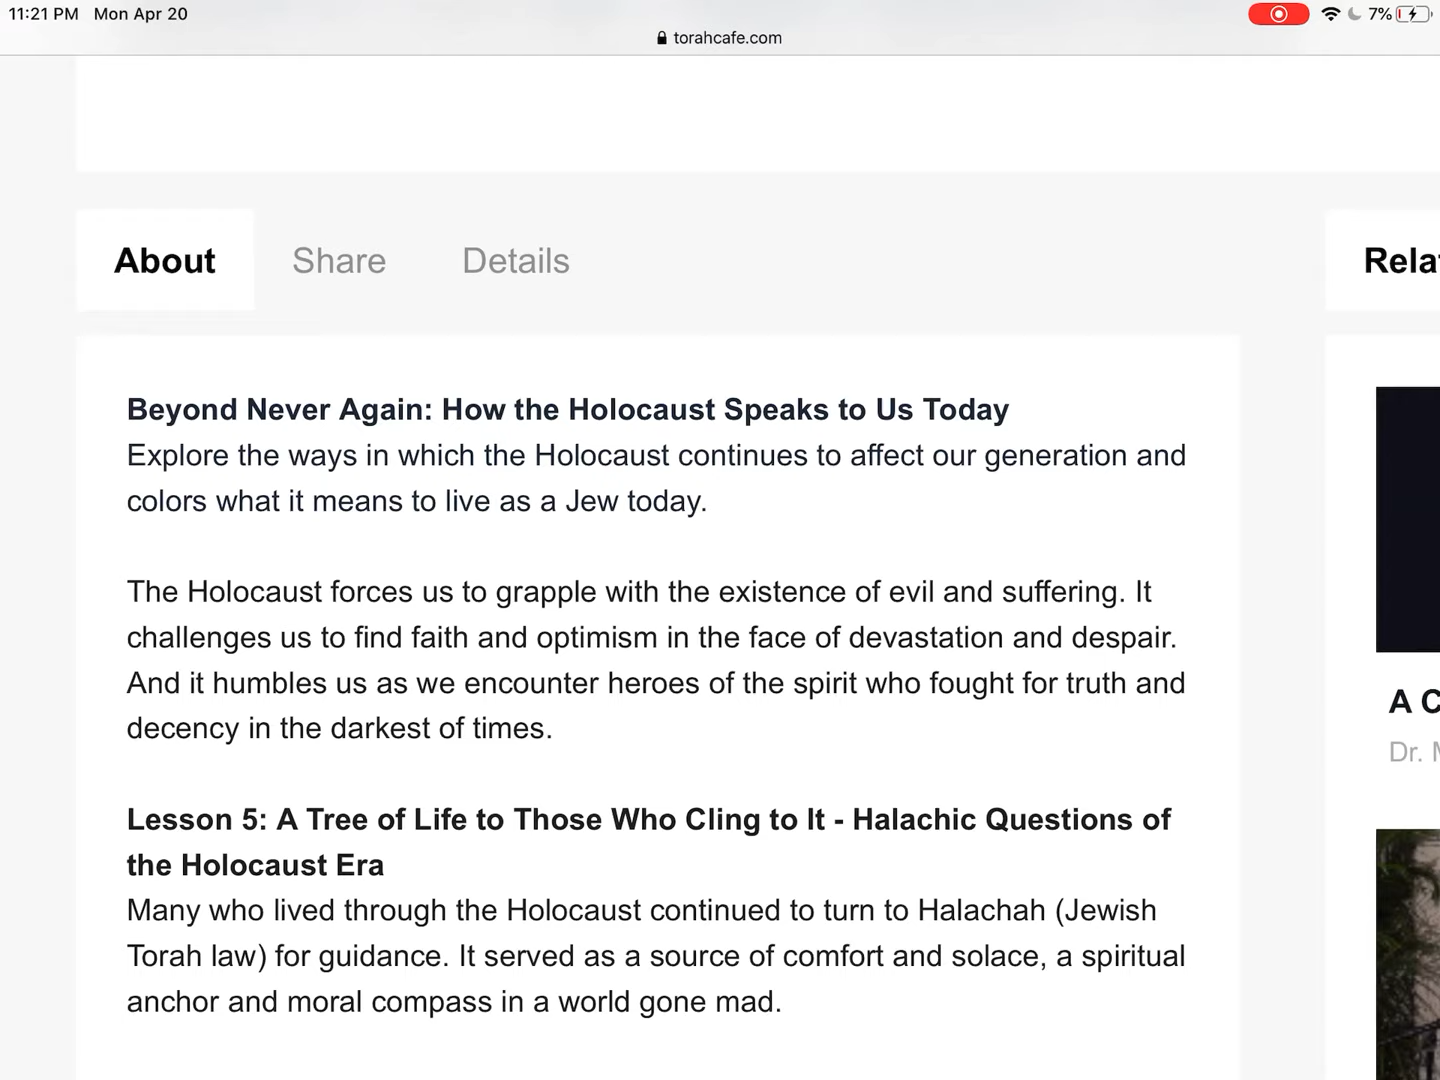 11:21 PM Mon Apr 20
7%
torahcafe.com
About Share Details
Beyond Never Again: How the Holocaust Speaks to Us Today
Explore the ways in which the Holocaust continues to affect our generation and
colors what it means to live as a Jew today.
The Holocaust forces us to grapple with the existence of evil and suffering. It
challenges us to find faith and optimism in the face of devastation and despair.
And it humbles us as we encounter heroes of the spirit who fought for truth and
decency in the darkest of times.
Lesson 5: A Tree of Life to Those Who Cling to It - Halachic Questions of
the Holocaust Era
Many who lived through the Holocaust continued to turn to Halachah (Jewish
Torah law) for guidance. It served as a source of comfort and solace, a spiritual
anchor and moral compass in a world gone mad.
A
Dr.